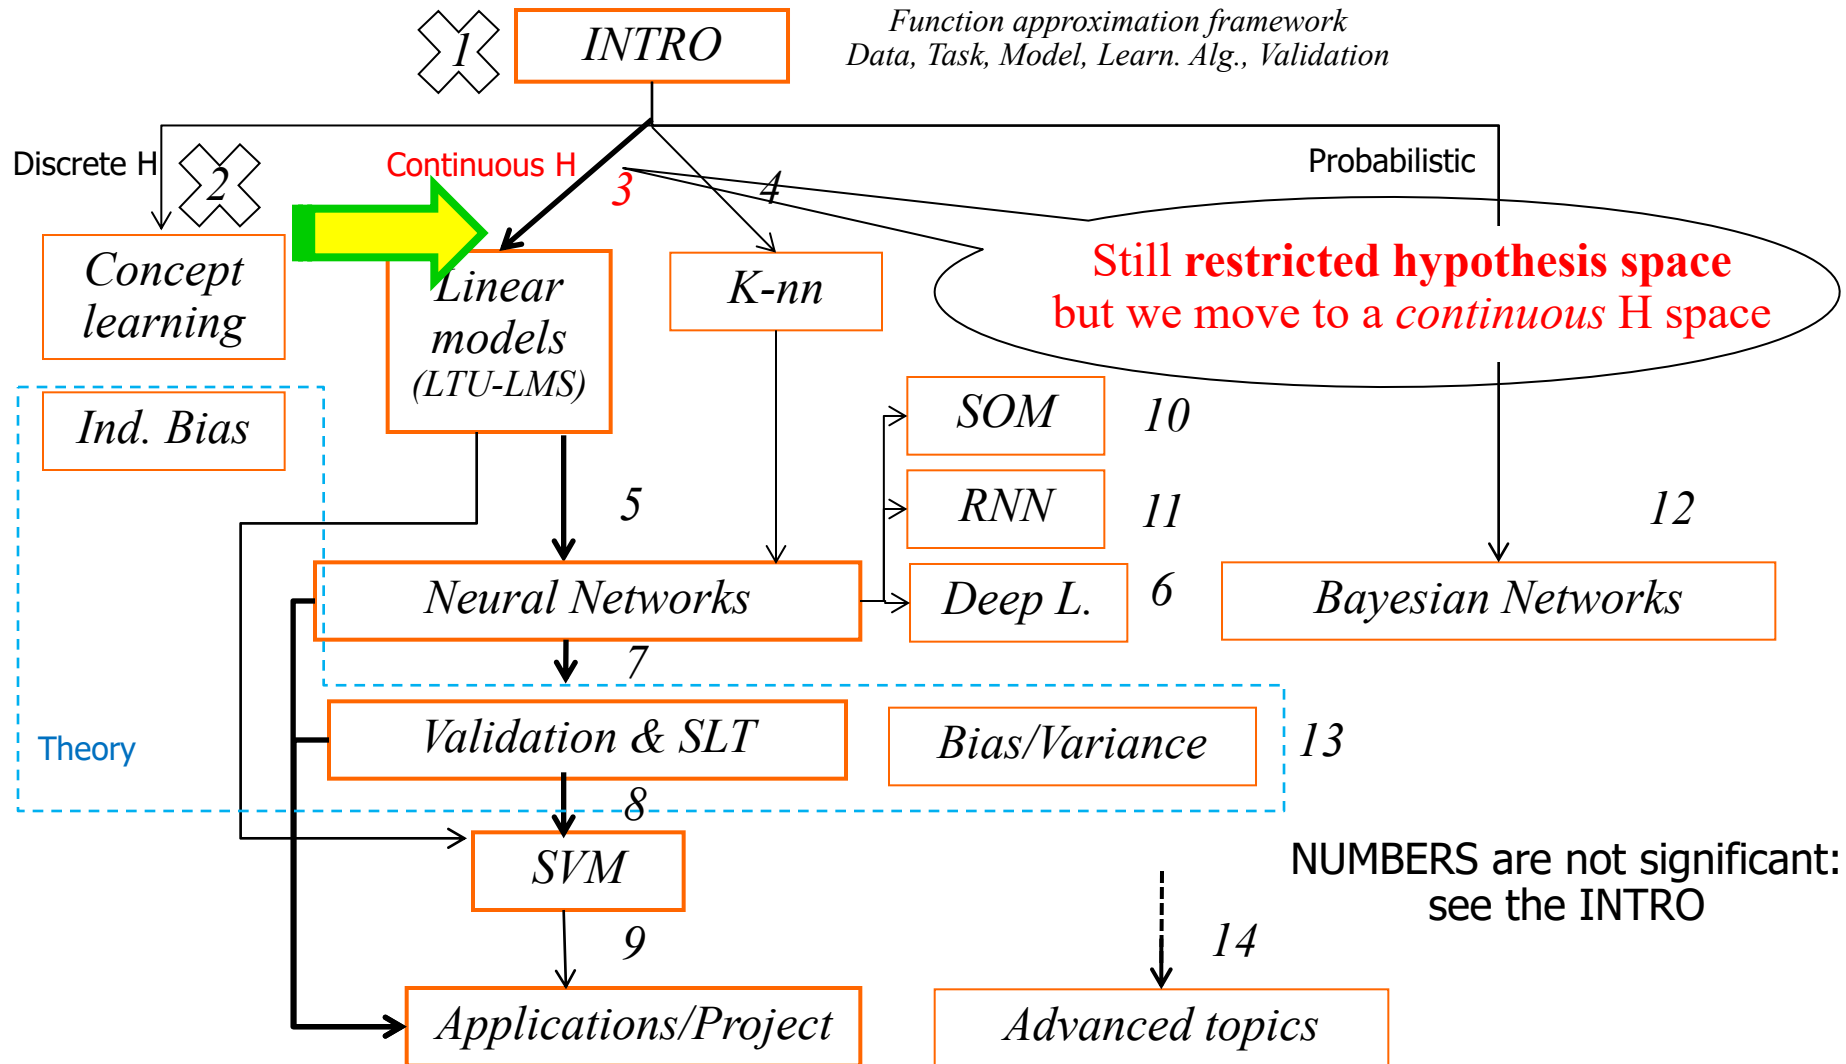 1
INTRO
Function approximation framework
Data, Task, Model, Learn. Alg., Validation
Discrete H
2
Continuous H
3
4
Probabilistic
Concept
learning
Linear
models
(LTU-LMS)
K-nn
Still restricted hypothesis space
but we move to a continuous H space
Ind. Bias
SOM
10
5
RNN
11
12
Neural Networks
Deep L.
6
Bayesian Networks
7
Theory
Validation & SLT
Bias/Variance
13
8
SVM
NUMBERS are not significant:
see the INTRO
9
14
Applications/Project
Advanced topics